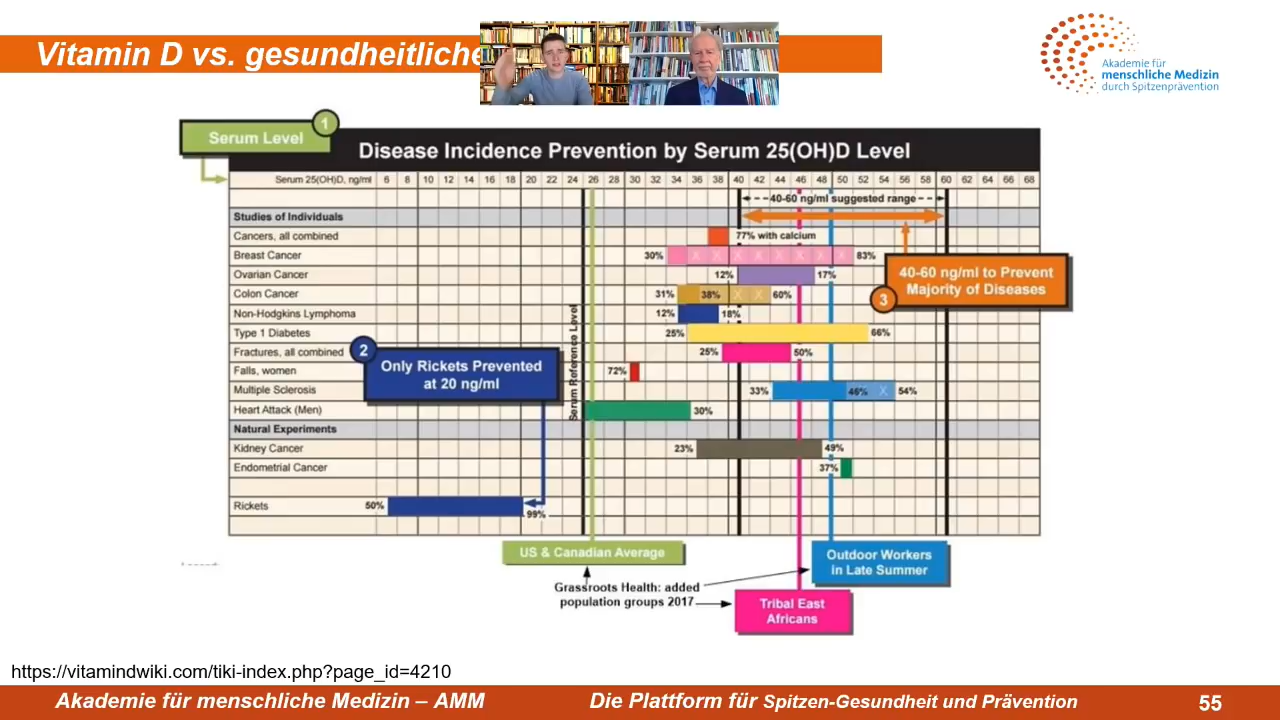 Vitamin D vs. gesundheitliche
Akademie für
menschliche Medizin
durch Spitzenprävention
Serum Level
1
Disease Incidence Prevention by Serum 25(OH)D Level
Serum 25(OH)D, ng/ml 6 8 10 12 14 16 18 20 22 24 26 28 30 32 34 36 38 40 42 44 46 48 50 52 54 56 58 60 62 64 66 68
40-60 ng/ml suggested range
Studies of Individuals
Cancers, all combined 77% with calcium
Breast Cancer 30% X X X X X X X X 83%
Ovarian Cancer 12% 17%
Colon Cancer 31% 38% X X 60%
Non-Hodgkins Lymphoma 12% 18%
Type 1 Diabetes 25% 66%
Fractures, all combined 25% 50%
Falls, women 72%
Multiple Sclerosis 33% 46% X 54%
Heart Attack (Men) 30%
Natural Experiments
Kidney Cancer 23% 49%
Endometrial Cancer 37%
Rickets 50% 99%
Serum Reference Level
2
Only Rickets Prevented
at 20 ng/ml
40-60 ng/ml to Prevent
Majority of Diseases
3
US & Canadian Average
Outdoor Workers
in Late Summer
Grassroots Health: added
population groups 2017
Tribal East
Africans
https://vitamindwiki.com/tiki-index.php?page_id=4210
Akademie für menschliche Medizin – AMM Die Plattform für Spitzen-Gesundheit und Prävention 55